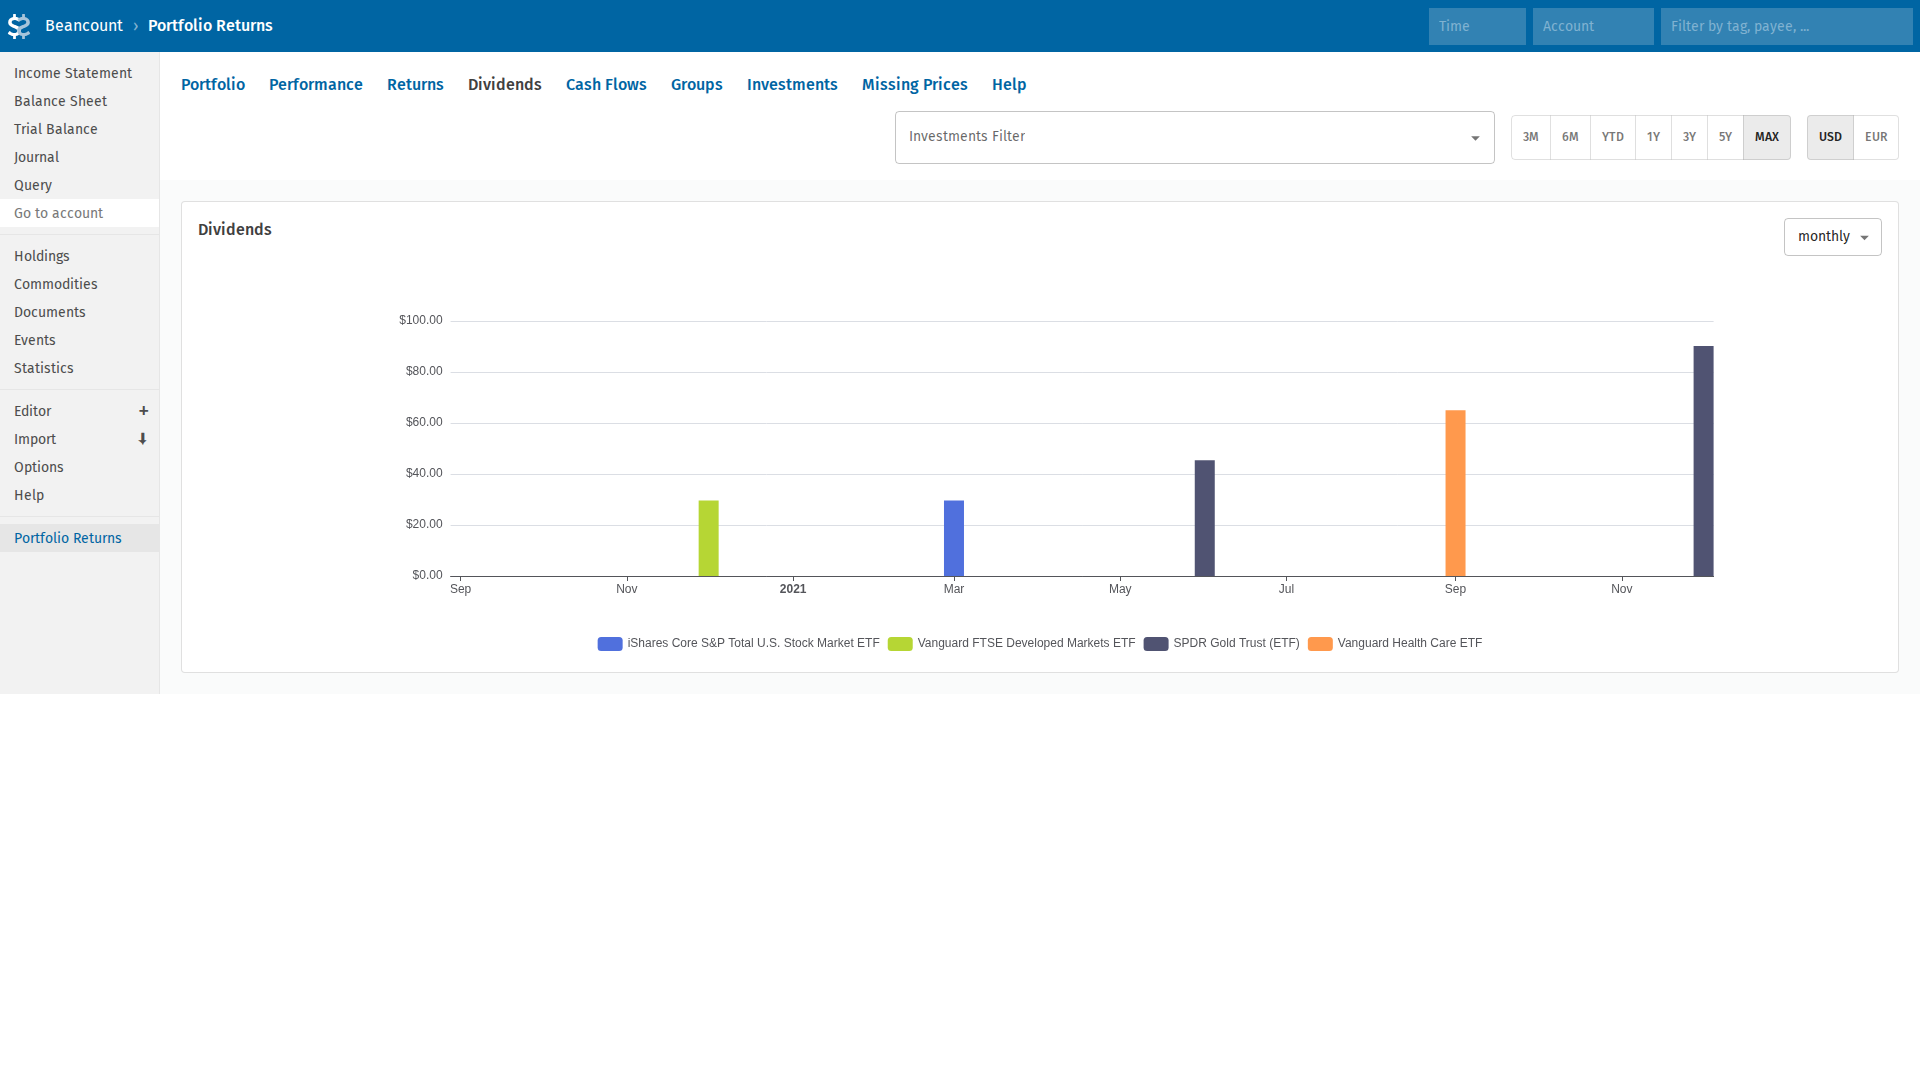 Beancount › Portfolio Returns
Time
Account
Filter by tag, payee, ...
Income Statement
Balance Sheet
Trial Balance
Journal
Query
Go to account
Holdings
Commodities
Documents
Events
Statistics
Editor +
Import
Options
Help
Portfolio Returns
Portfolio Performance Returns Dividends Cash Flows Groups Investments Missing Prices Help
Investments Filter
3M 6M YTD 1Y 3Y 5Y MAX
USD EUR
Dividends
monthly
$100.00
$80.00
$60.00
$40.00
$20.00
$0.00
Sep Nov 2021 Mar May Jul Sep Nov
iShares Core S&P Total U.S. Stock Market ETF Vanguard FTSE Developed Markets ETF SPDR Gold Trust (ETF) Vanguard Health Care ETF